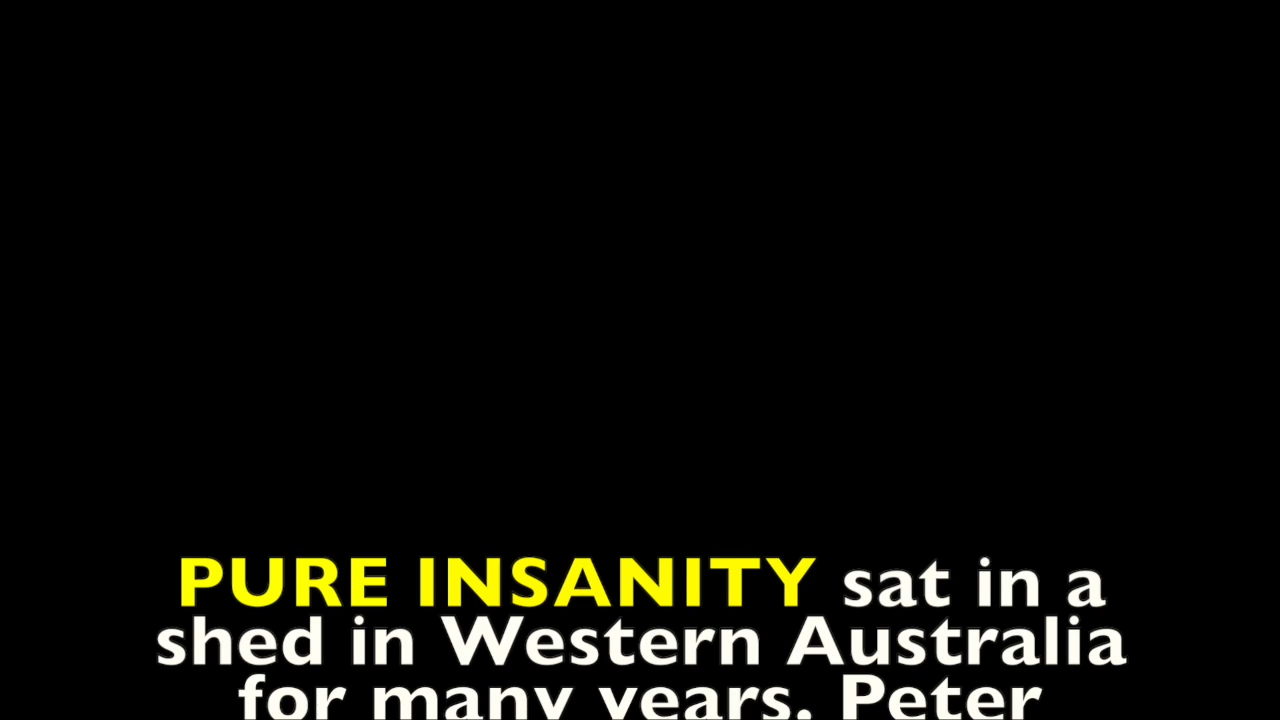 PURE INSANITY sat in a
shed in Western Australia
for many years. Peter